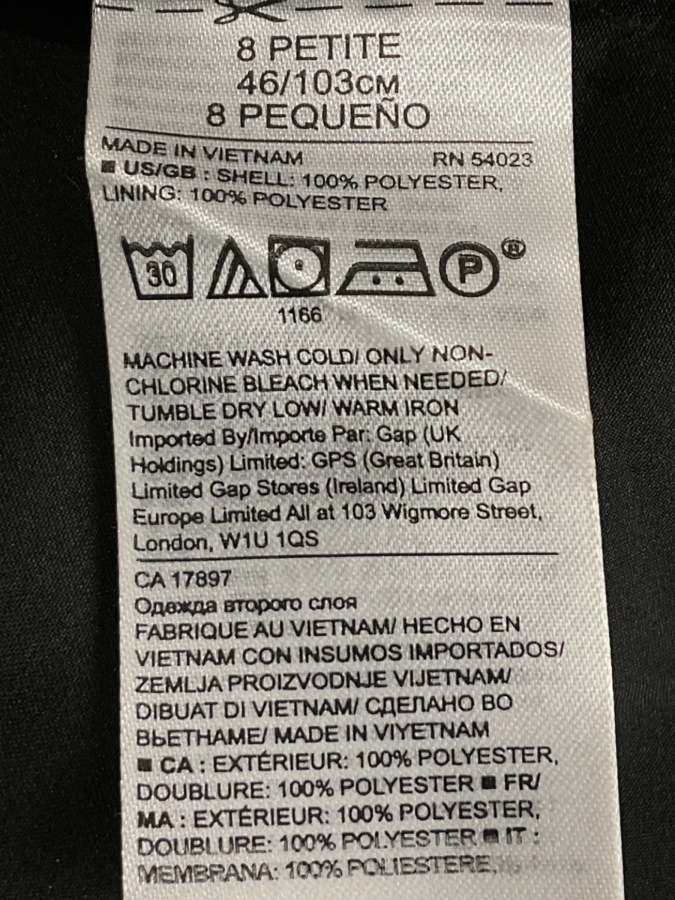 8 PETITE
46/103CM
8 PEQUEÑO
MADE IN VIETNAM RN 54023
■ US/GB : SHELL: 100% POLYESTER,
LINING: 100% POLYESTER
30 P ®
1166
MACHINE WASH COLD/ ONLY NON-
CHLORINE BLEACH WHEN NEEDED/
TUMBLE DRY LOW/ WARM IRON
Imported By/Importe Par: Gap (UK
Holdings) Limited: GPS (Great Britain)
Limited Gap Stores (Ireland) Limited Gap
Europe Limited All at 103 Wigmore Street,
London, W1U 1QS
CA 17897
Одежда второго слоя
FABRIQUE AU VIETNAM/ HECHO EN
VIETNAM CON INSUMOS IMPORTADOS/
ZEMLJA PROIZVODNJE VIJETNAM/
DIBUAT DI VIETNAM/ СДЕЛАНО ВО
ВЬЕТНАМЕ/ MADE IN VIYETNAM
■ CA : EXTÉRIEUR: 100% POLYESTER,
DOUBLURE: 100% POLYESTER ■ FR/
MA : EXTÉRIEUR: 100% POLYESTER,
DOUBLURE: 100% POLYESTER ■ IT :
MEMBRANA: 100% POLIESTERE,